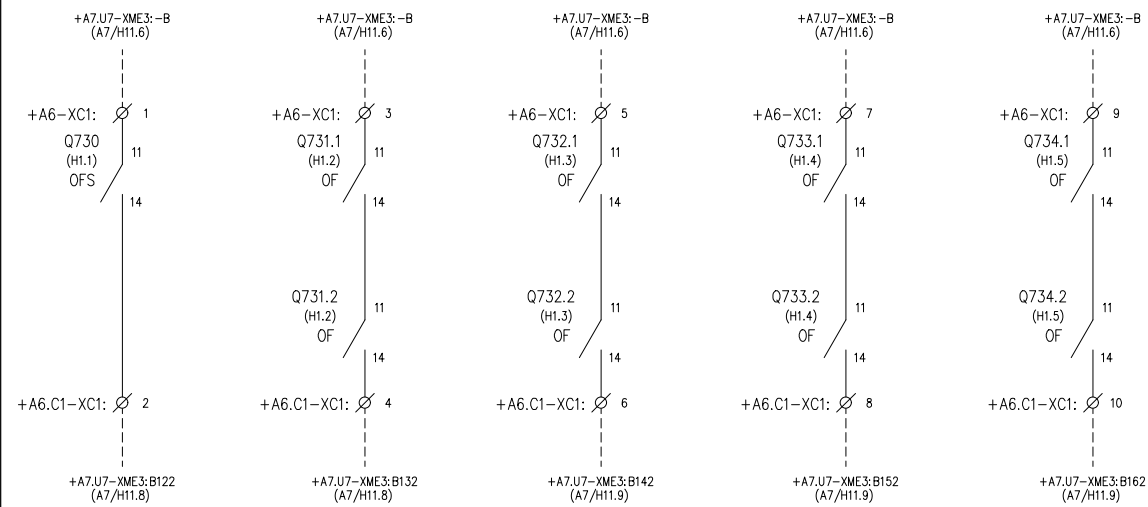 +A7.U7-XME3:-B
(A7/H11.6)
+A6-XC1:
1
Q730
(H1.1)
OFS
11
14
+A6.C1-XC1:
2
+A7.U7-XME3:B122
(A7/H11.8)
+A7.U7-XME3:-B
(A7/H11.6)
+A6-XC1:
3
Q731.1
(H1.2)
OF
11
14
Q731.2
(H1.2)
OF
11
14
+A6.C1-XC1:
4
+A7.U7-XME3:B132
(A7/H11.8)
+A7.U7-XME3:-B
(A7/H11.6)
+A6-XC1:
5
Q732.1
(H1.3)
OF
11
14
Q732.2
(H1.3)
OF
11
14
+A6.C1-XC1:
6
+A7.U7-XME3:B142
(A7/H11.9)
+A7.U7-XME3:-B
(A7/H11.6)
+A6-XC1:
7
Q733.1
(H1.4)
OF
11
14
Q733.2
(H1.4)
OF
11
14
+A6.C1-XC1:
8
+A7.U7-XME3:B152
(A7/H11.9)
+A7.U7-XME3:-B
(A7/H11.6)
+A6-XC1:
9
Q734.1
(H1.5)
OF
11
14
Q734.2
(H1.5)
OF
11
14
+A6.C1-XC1:
10
+A7.U7-XME3:B162
(A7/H11.9)